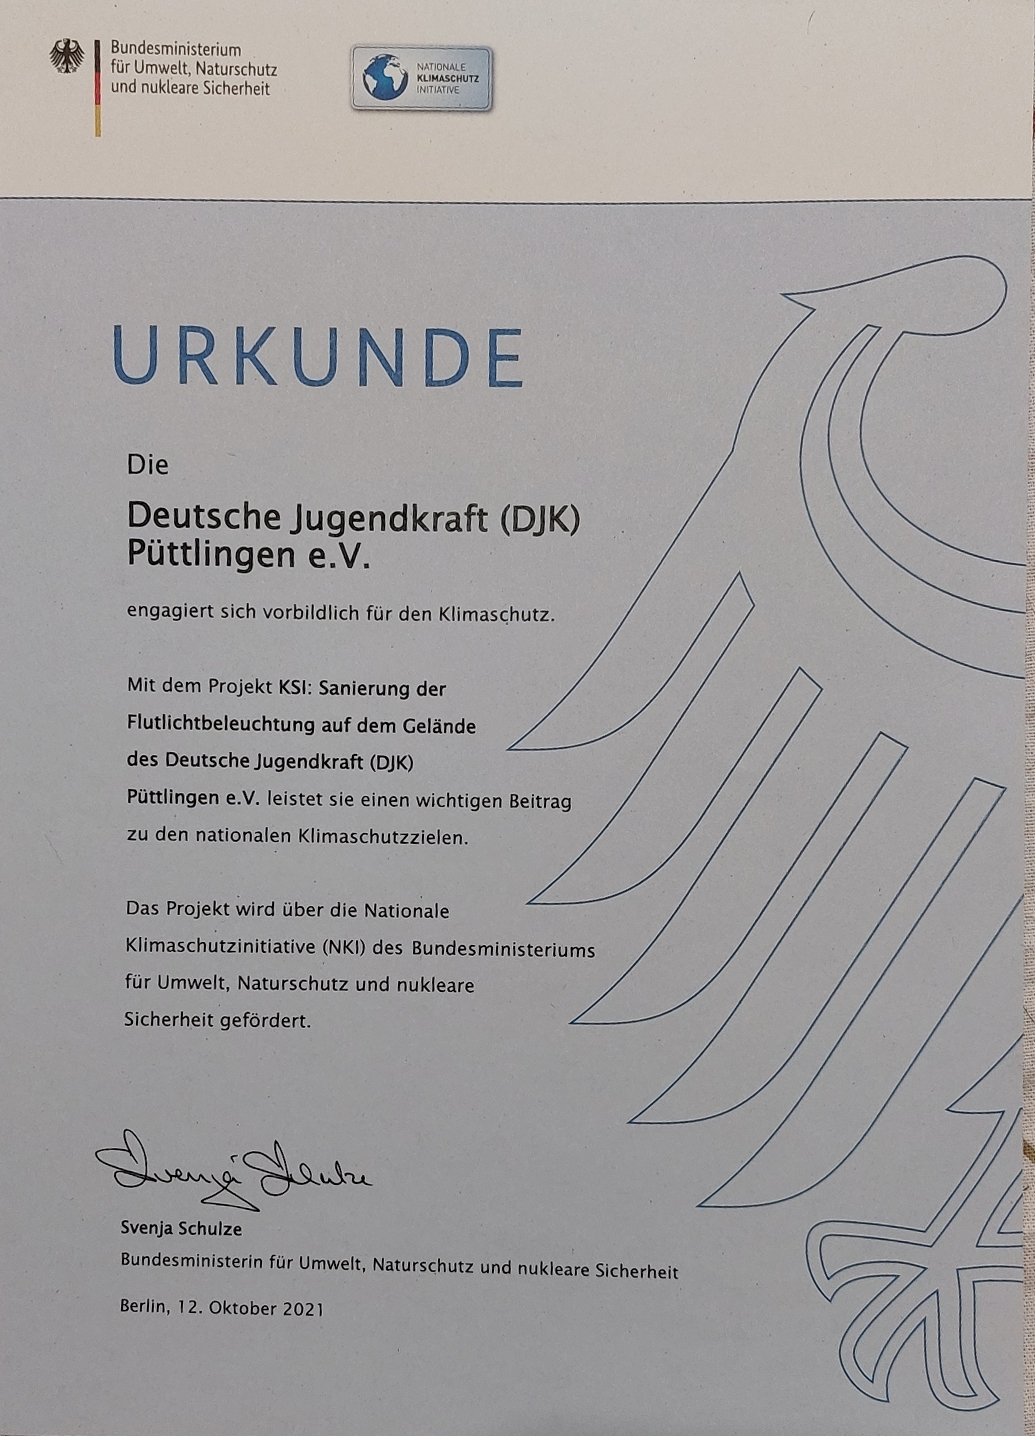 Bundesministerium
für Umwelt, Naturschutz
und nukleare Sicherheit
NATIONALE
KLIMASCHUTZ
INITIATIVE
URKUNDE
Die
Deutsche Jugendkraft (DJK)
Püttlingen e.V.
engagiert sich vorbildlich für den Klimaschutz.
Mit dem Projekt KSI: Sanierung der
Flutlichtbeleuchtung auf dem Gelände
des Deutsche Jugendkraft (DJK)
Püttlingen e.V. leistet sie einen wichtigen Beitrag
zu den nationalen Klimaschutzzielen.
Das Projekt wird über die Nationale
Klimaschutzinitiative (NKI) des Bundesministeriums
für Umwelt, Naturschutz und nukleare
Sicherheit gefördert.
Svenja Schulze
Svenja Schulze
Bundesministerin für Umwelt, Naturschutz und nukleare Sicherheit
Berlin, 12. Oktober 2021